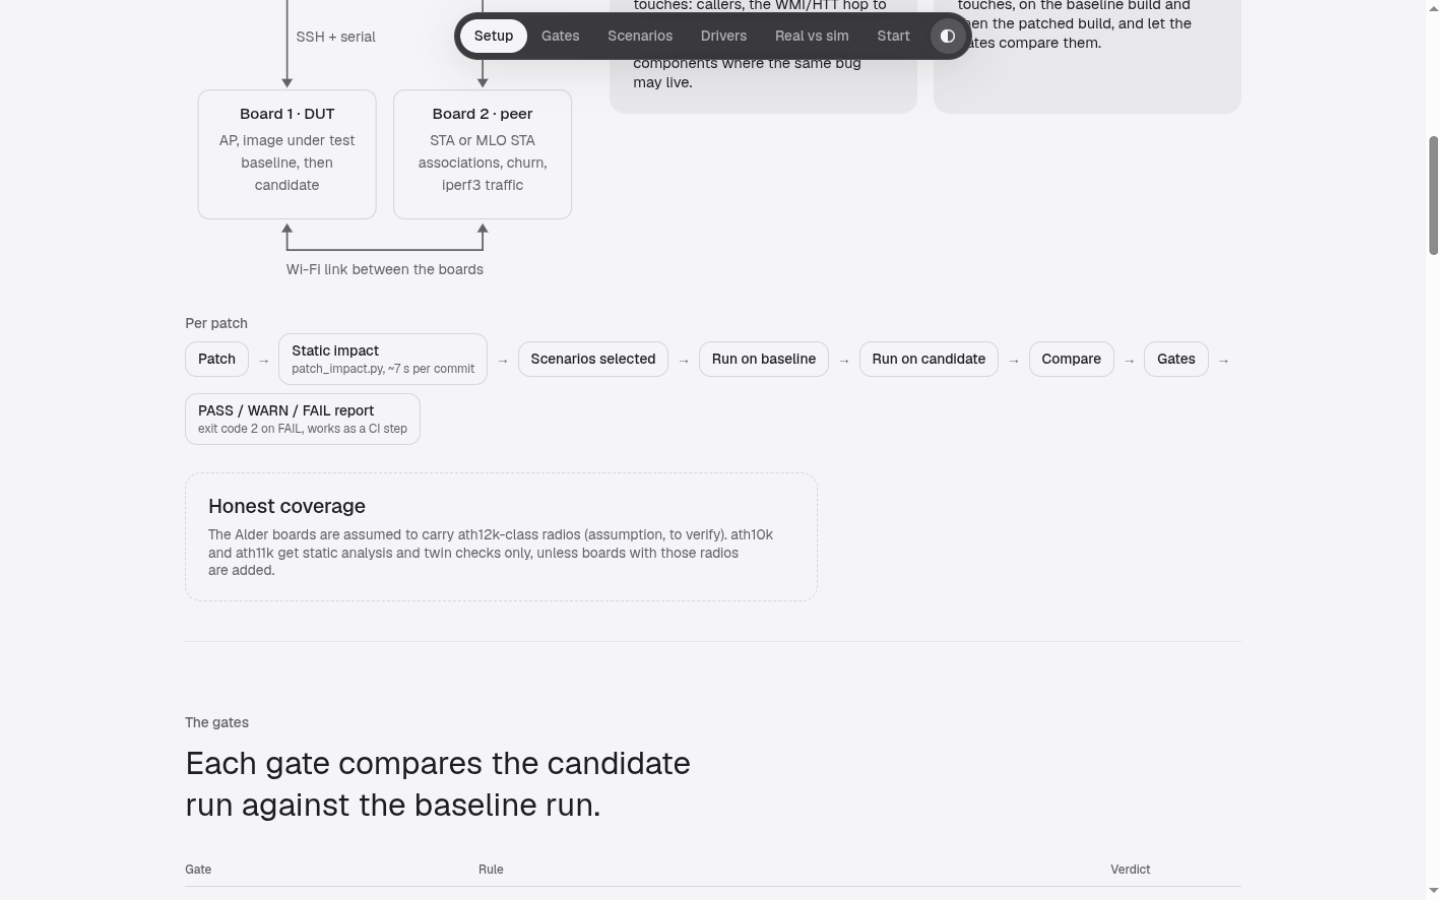 touches: callers, the WMI/HTT hop to
components where the same bug
may live.
touches, on the baseline build and
then the patched build, and let the
gates compare them.
Setup
Gates
Scenarios
Drivers
Real vs sim
Start
SSH + serial
Board 1 · DUT
AP, image under test
baseline, then
candidate
Board 2 · peer
STA or MLO STA
associations, churn,
iperf3 traffic
Wi-Fi link between the boards
Per patch
Patch → Static impact → Scenarios selected → Run on baseline → Run on candidate → Compare → Gates →
patch_impact.py, ~7 s per commit
PASS / WARN / FAIL report
exit code 2 on FAIL, works as a CI step
Honest coverage
The Alder boards are assumed to carry ath12k-class radios (assumption, to verify). ath10k
and ath11k get static analysis and twin checks only, unless boards with those radios
are added.
The gates
Each gate compares the candidate
run against the baseline run.
Gate Rule Verdict